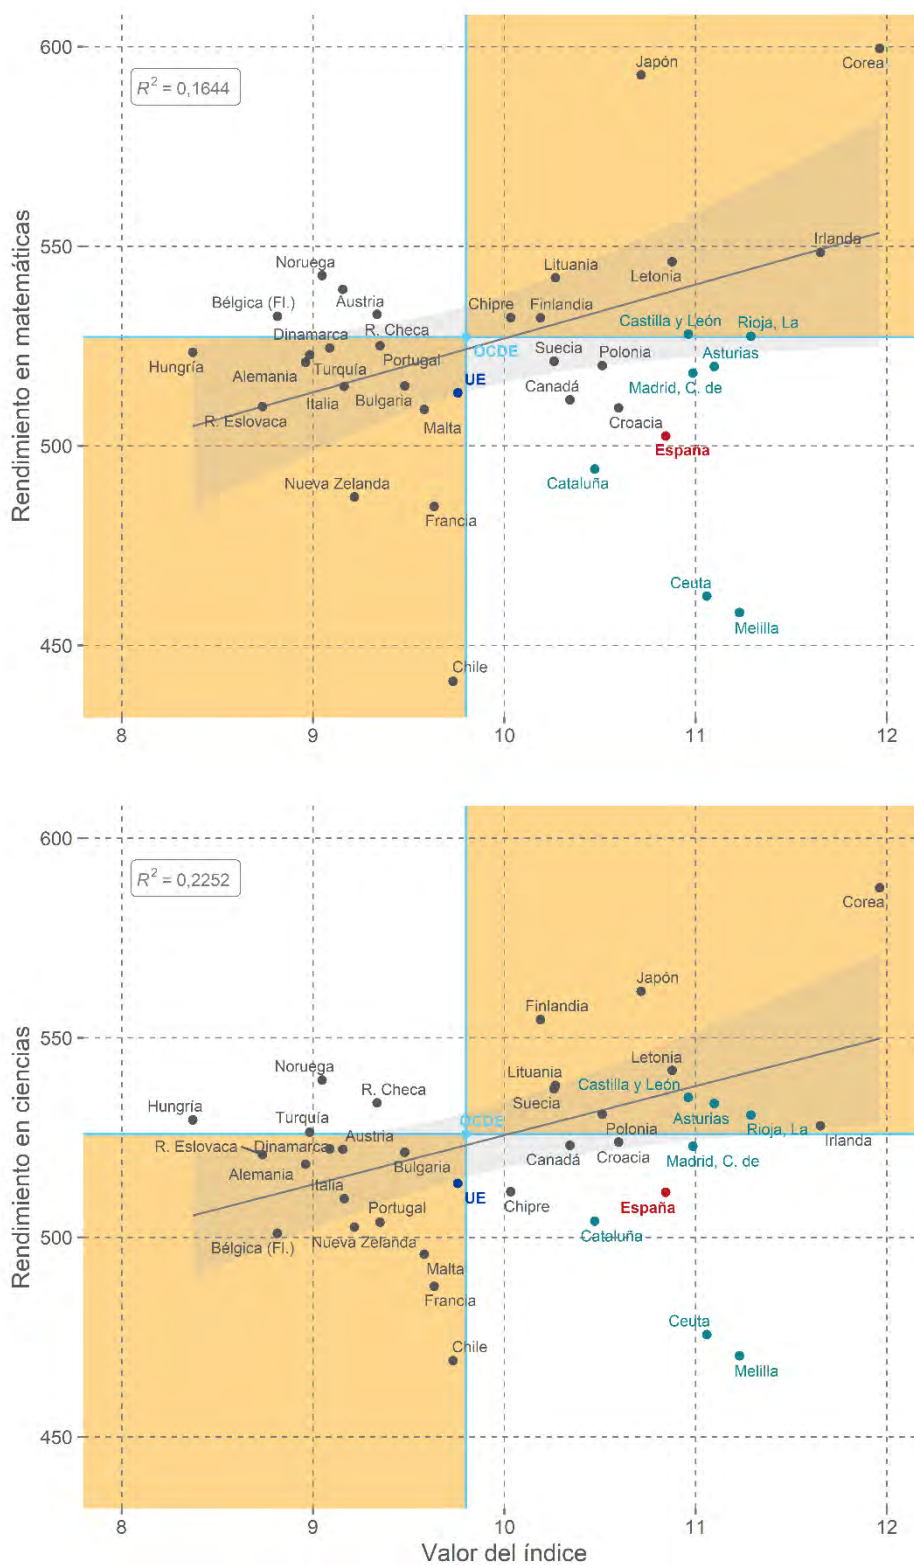 600
Japón
Corea
R² = 0,1644
550
Noruega
Lituania
Letonia
Irlanda
Bélgica (Fl.)
Austria
Chipre
Finlandia
Castilla y León
Rioja, La
Dinamarca
R. Checa
OCDE
Hungría
Alemania
Turquía
Portugal
Suecia
Polonia
Asturias
UE
Italia
Bulgaria
Canadá
Madrid, C. de
R. Eslovaca
Malta
Croacia
500
España
Nueva Zelanda
Cataluña
Francia
Ceuta
Melilla
450
Chile
Rendimiento en matemáticas
8 9 10 11 12
600
R² = 0,2252
Corea
Japón
Finlandia
550
Noruega
Letonia
Lituania
Castilla y León
R. Checa
Suecia
Hungría
Turquía
OCDE
Asturias
Rioja, La
R. Eslovaca
Dinamarca
Austria
Polonia
Irlanda
Alemania
Bulgaria
Canadá
Croacia
Madrid, C. de
Italia
UE
Portugal
Chipre
España
500
Bélgica (Fl.)
Nueva Zelanda
Cataluña
Malta
Francia
Ceuta
Chile
Melilla
450
Rendimiento en ciencias
8 9 10 11 12
Valor del índice